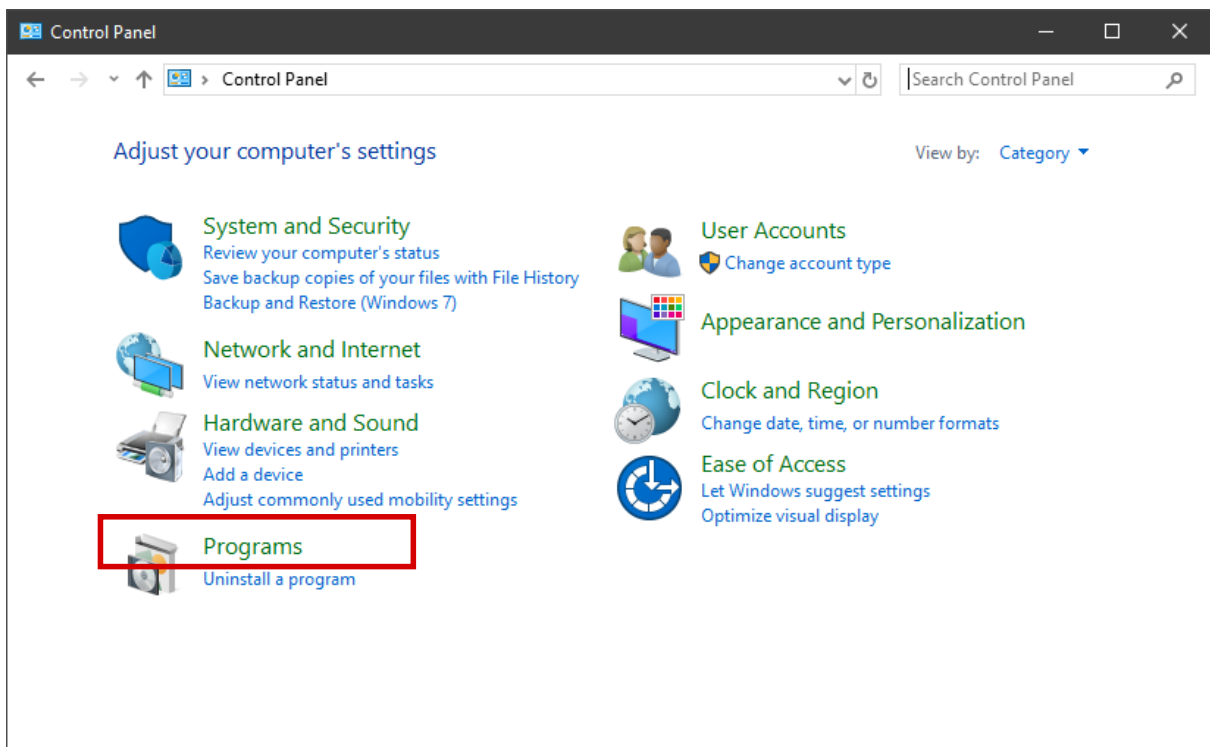 Control Panel
Control Panel
Search Control Panel
Adjust your computer's settings
View by: Category
System and Security
Review your computer's status
Save backup copies of your files with File History
Backup and Restore (Windows 7)
Network and Internet
View network status and tasks
Hardware and Sound
View devices and printers
Add a device
Adjust commonly used mobility settings
Programs
Uninstall a program
User Accounts
Change account type
Appearance and Personalization
Clock and Region
Change date, time, or number formats
Ease of Access
Let Windows suggest settings
Optimize visual display